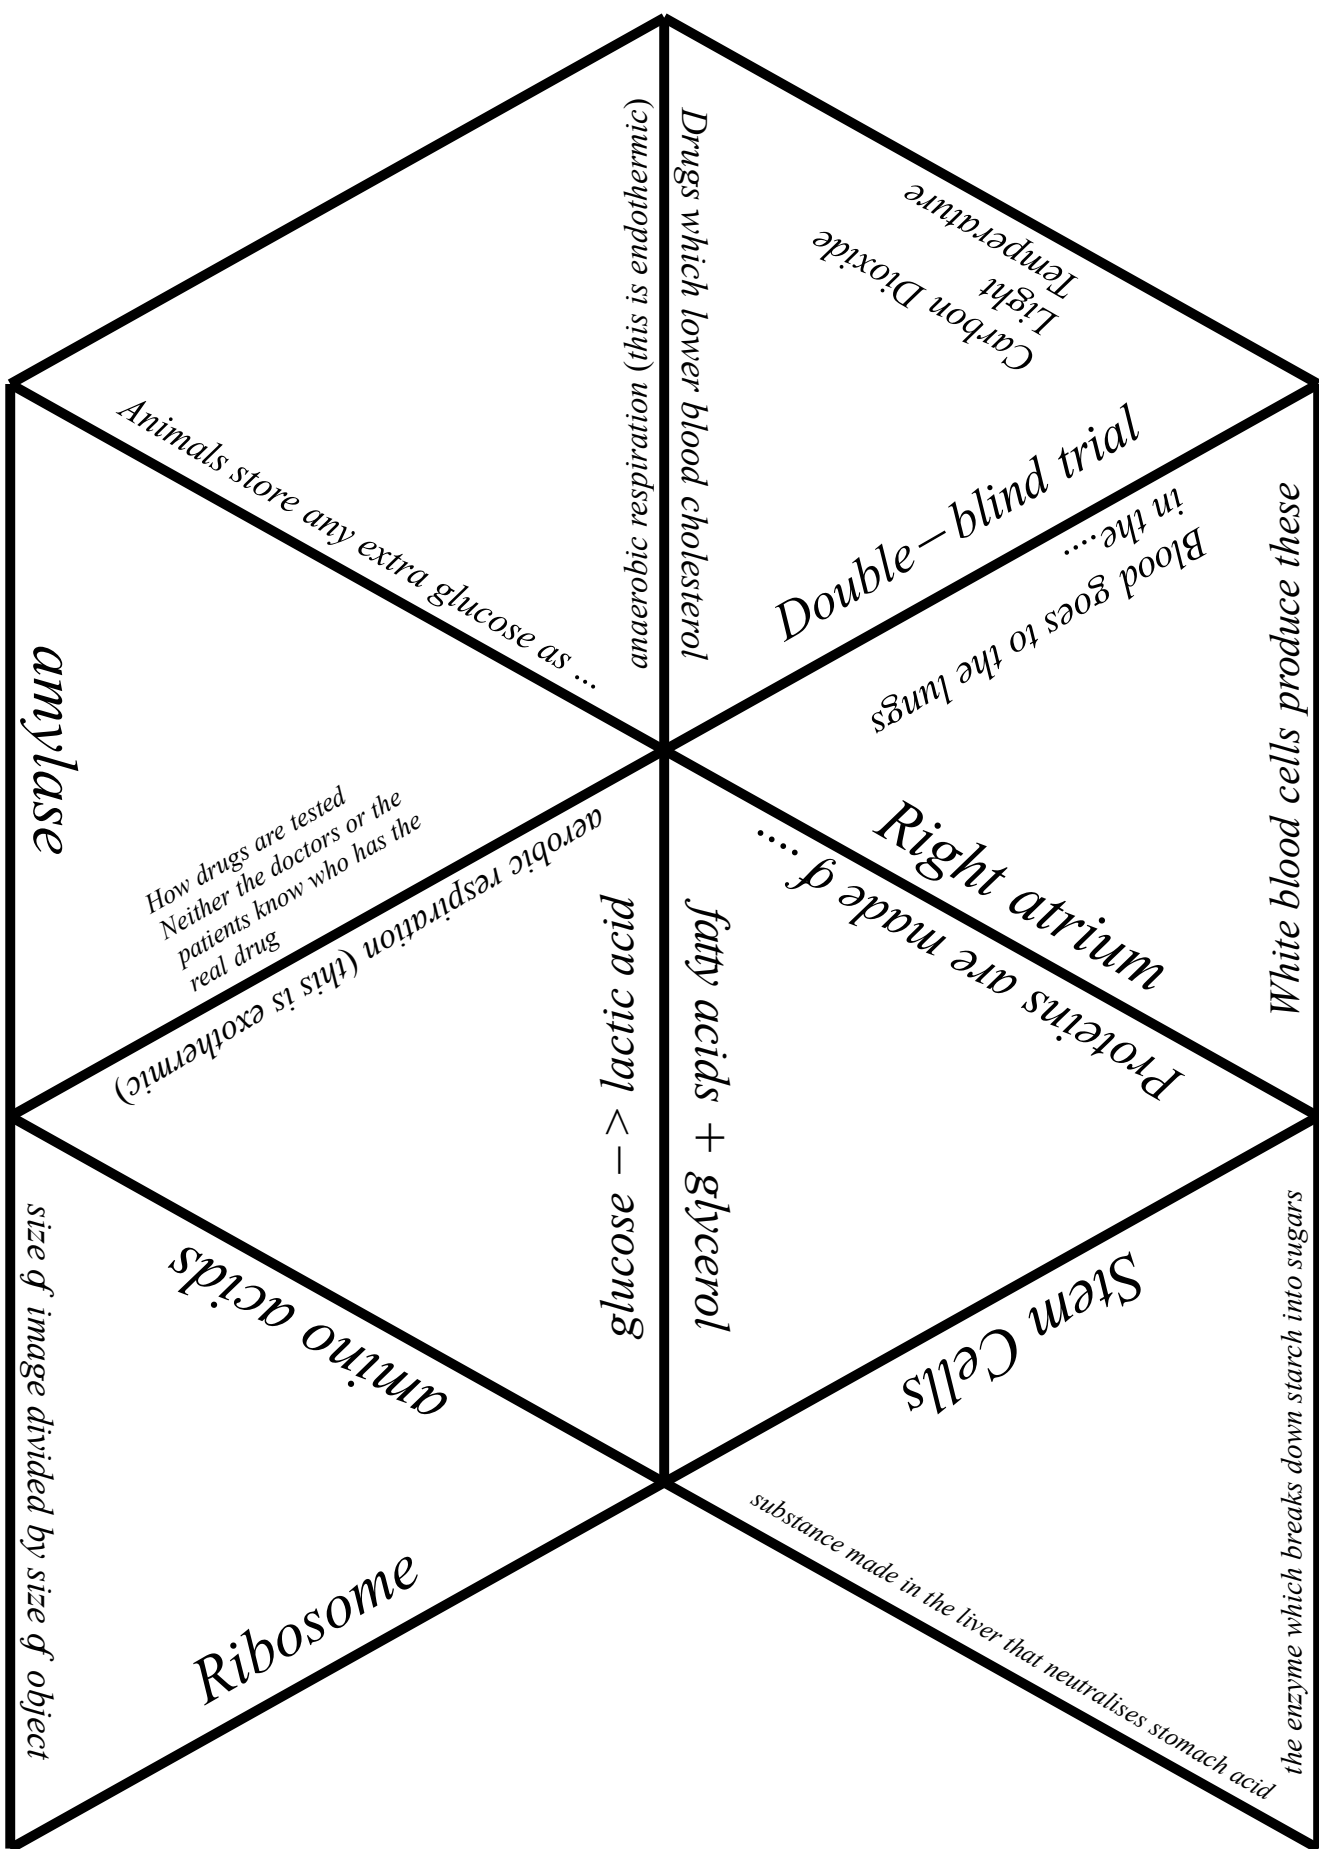 anaerobic respiration (this is endothermic)
Animals store any extra glucose as ...
Drugs which lower blood cholesterol
Temperature
Light
Carbon Dioxide
Double – blind trial
Blood goes to the lungs
in the....
White blood cells produce these
Right atrium
amylase
How drugs are tested
Neither the doctors or the
patients know who has the
real drug
aerobic respiration (this is exothermic)
glucose − > lactic acid
fatty acids + glycerol
Proteins are made of ....
size of image divided by size of object
amino acids
Ribosome
Stem Cells
the enzyme which breaks down starch into sugars
substance made in the liver that neutralises stomach acid